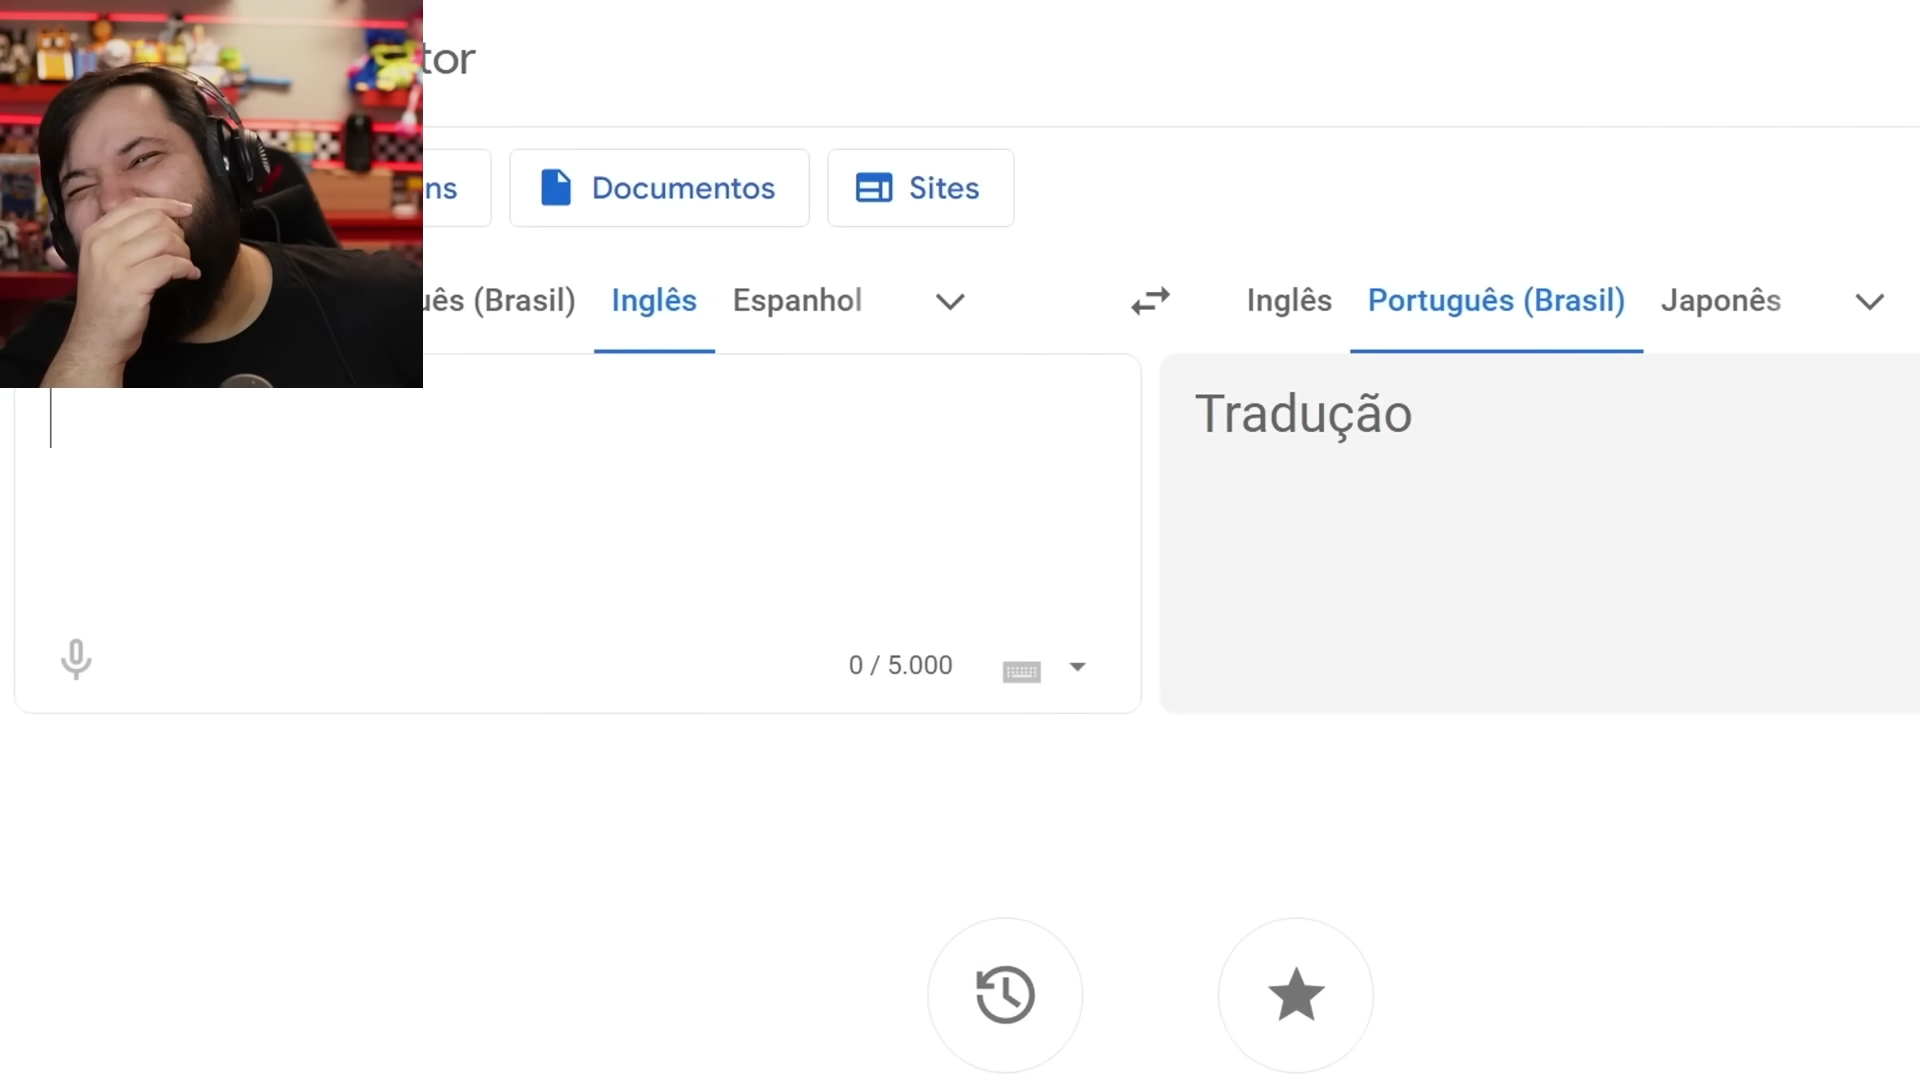 tor
ns Documentos Sites
uês (Brasil) Inglês Espanhol Inglês Português (Brasil) Japonês
Tradução
0 / 5.000